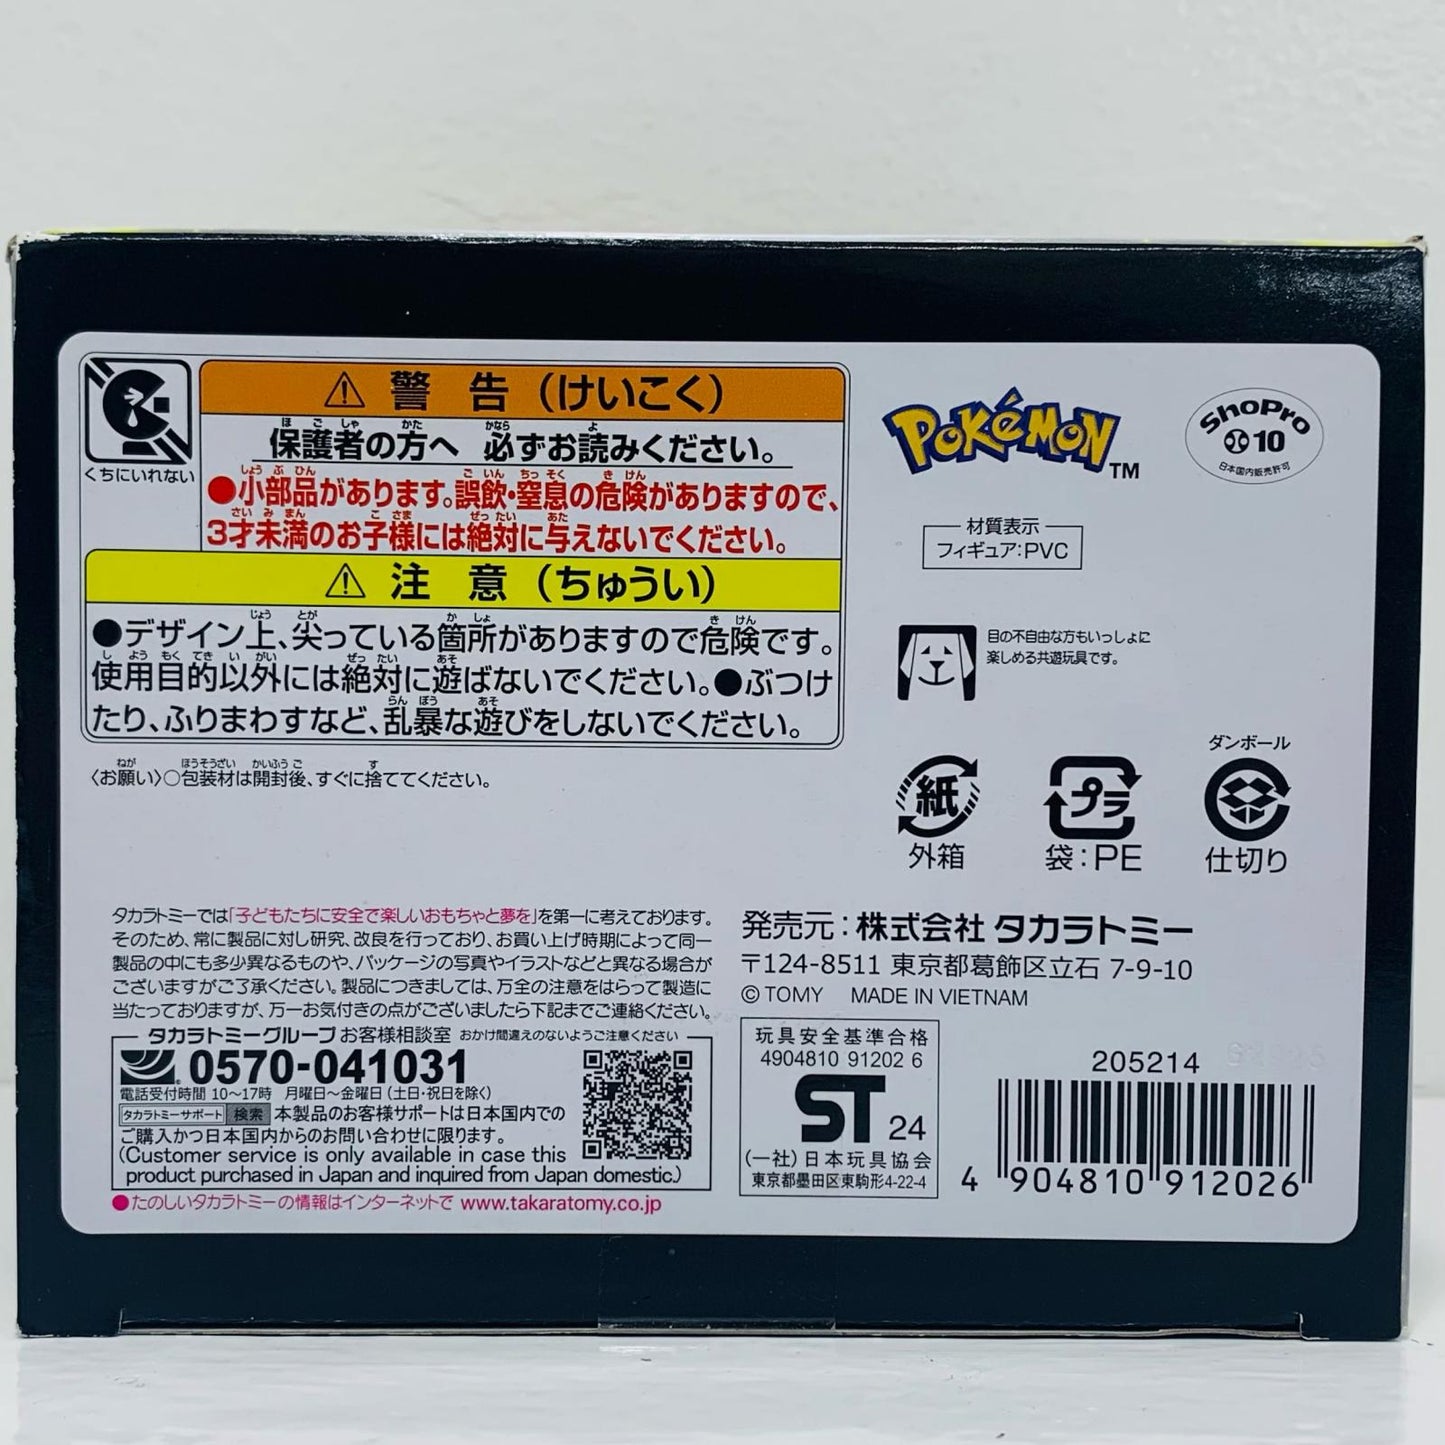 くちにいれない
⚠ 警 告 (けいこく)
保護者の方へ 必ずお読みください。
●小部品があります。誤飲・窒息の危険がありますので、
3才未満のお子様には絶対に与えないでください。
⚠ 注 意 (ちゅうい)
●デザイン上、尖っている箇所がありますので危険です。
使用目的以外には絶対に遊ばないでください。●ぶつけ
たり、ふりまわすなど、乱暴な遊びをしないでください。
〈お願い〉○包装材は開封後、すぐに捨ててください。
POKéMON TM
ShoPro
10
日本国内販売許可
材質表示
フィギュア:PVC
目の不自由な方もいっしょに
楽しめる共遊玩具です。
紙
外箱
プラ
袋:PE
ダンボール
仕切り
タカラトミーでは「子どもたちに安全で楽しいおもちゃと夢を」を第一に考えております。
そのため、常に製品に対し研究、改良を行っており、お買い上げ時期によって同一
製品の中にも多少異なるものや、パッケージの写真やイラストなどと異なる場合が
ございますがご了承ください。製品につきましては、万全の注意をはらって製造に
当たっておりますが、万一お気付きの点がございましたら下記までご連絡ください。
タカラトミーグループ お客様相談室 おかけ間違えのないようご注意ください
0570-041031
電話受付時間 10〜17時 月曜日〜金曜日(土日・祝日を除く)
タカラトミーサポート 検索 本製品のお客様サポートは日本国内での
ご購入かつ日本国内からのお問い合わせに限ります。
(Customer service is only available in case this
product purchased in Japan and inquired from Japan domestic.)
●たのしいタカラトミーの情報はインターネットで www.takaratomy.co.jp
発売元:株式会社 タカラトミー
〒124-8511 東京都葛飾区立石 7-9-10
© TOMY MADE IN VIETNAM
玩具安全基準合格
4904810 91202 6
ST 24
(一社)日本玩具協会
東京都墨田区東駒形4-22-4
205214
4 904810 912026